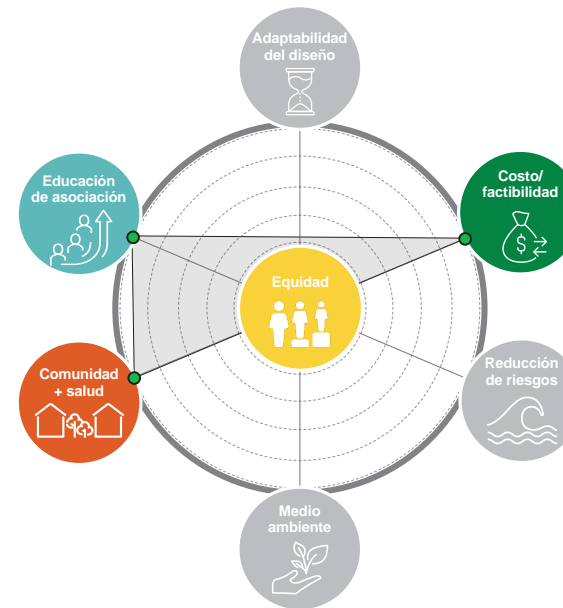 Adaptabilidad
del diseño
Educación
de asociación
Costo/
factibilidad
$
Equidad
Comunidad
+ salud
Reducción
de riesgos
Medio
ambiente